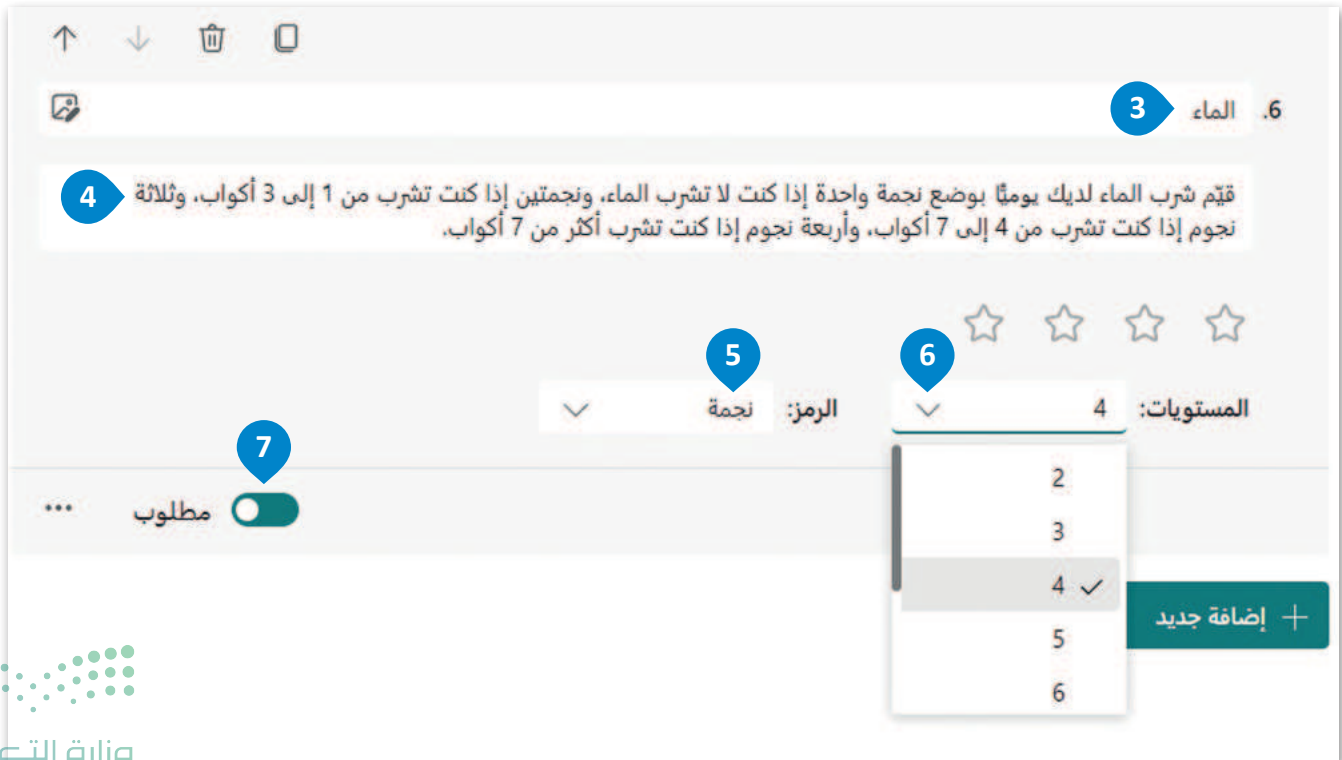 6. الماء 3
قيّم شرب الماء لديك يوميًا بوضع نجمة واحدة إذا كنت لا تشرب الماء، ونجمتين إذا كنت تشرب من 1 إلى 3 أكواب، وثلاثة 4
نجوم إذا كنت تشرب من 4 إلى 7 أكواب، وأربعة نجوم إذا كنت تشرب أكثر من 7 أكواب.
6 5
المستويات: 4 الرمز: نجمة
2
3
4
5
6
7
مطلوب
إضافة جديد
وزارة التع